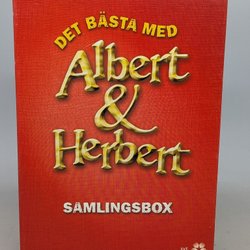 DET BÄSTA MED
Albert
&
Herbert
SAMLINGSBOX